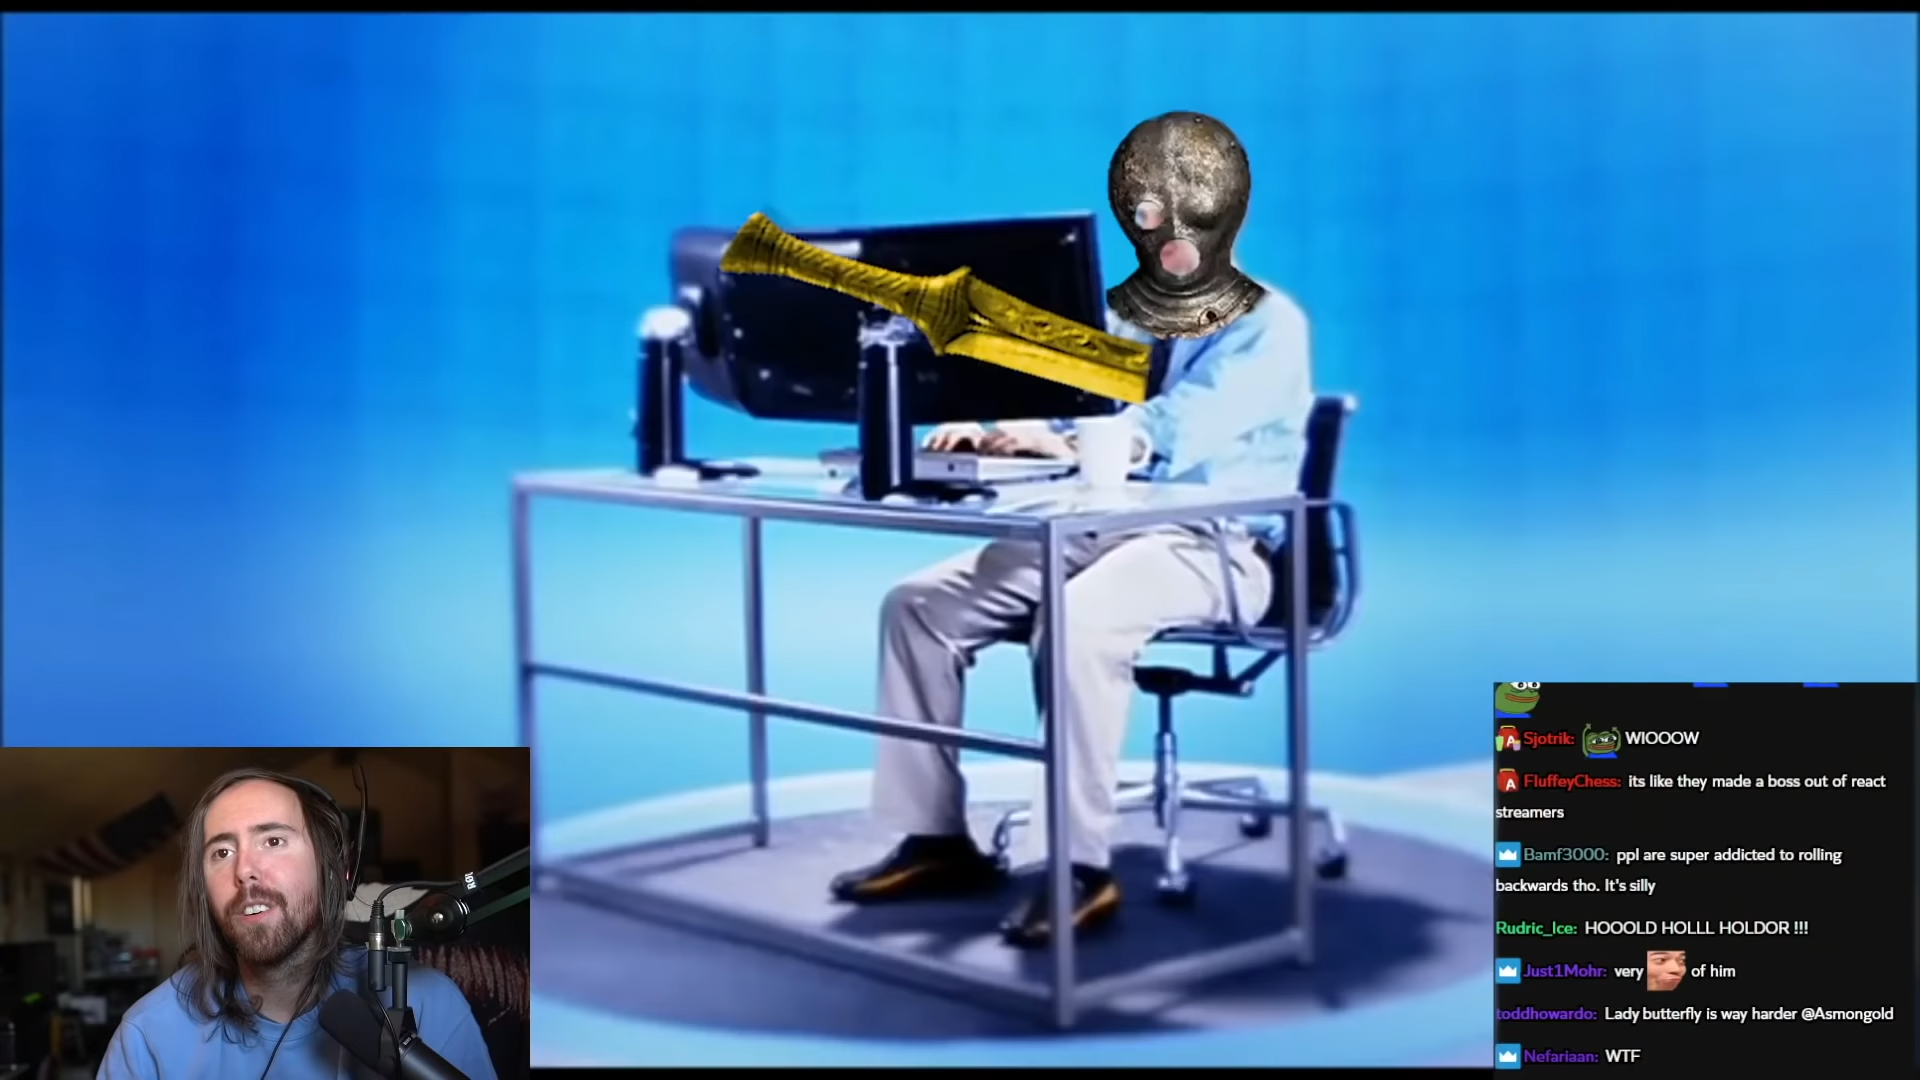 Sjotrik: WIOOOW
FluffeyChess: its like they made a boss out of react
streamers
Bamf3000: ppl are super addicted to rolling
backwards tho. It's silly
Rudric_Ice: HOOOLD HOLLL HOLDOR !!!
Just1Mohr: very of him
toddhowardo: Lady butterfly is way harder @Asmongold
Nefariaan: WTF